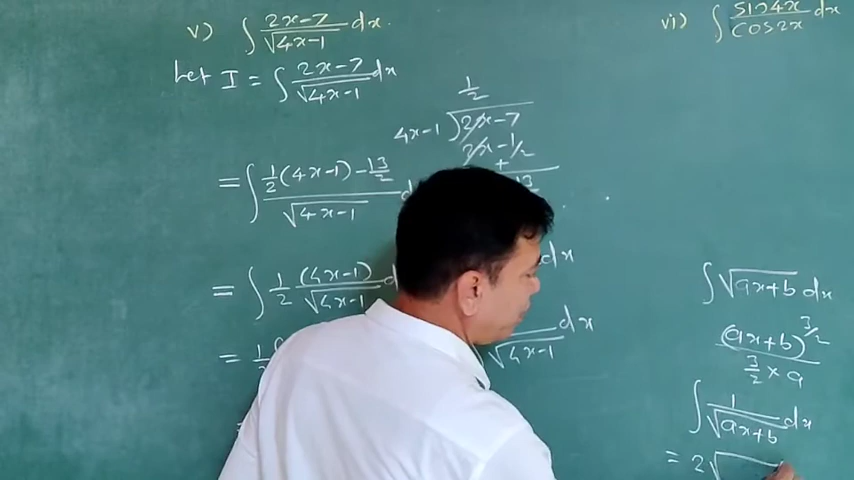 v) ∫ 2x-7/√4x-1 dx.
vi) ∫ sin4x/cos2x dx
Let I = ∫ 2x-7/√4x-1 dx
1/2
4x-1 ) 2x-7
2x-1/2
+
13
= ∫ 1/2(4x-1)-13/2 / √4x-1 d
= ∫ 1/2 (4x-1)/√4x-1 d
dx
= 1/2
√4x-1 dx
∫ √ax+b dx
(ax+b)^3/2 / 3/2 × a
∫ 1/√ax+b dx
= 2√